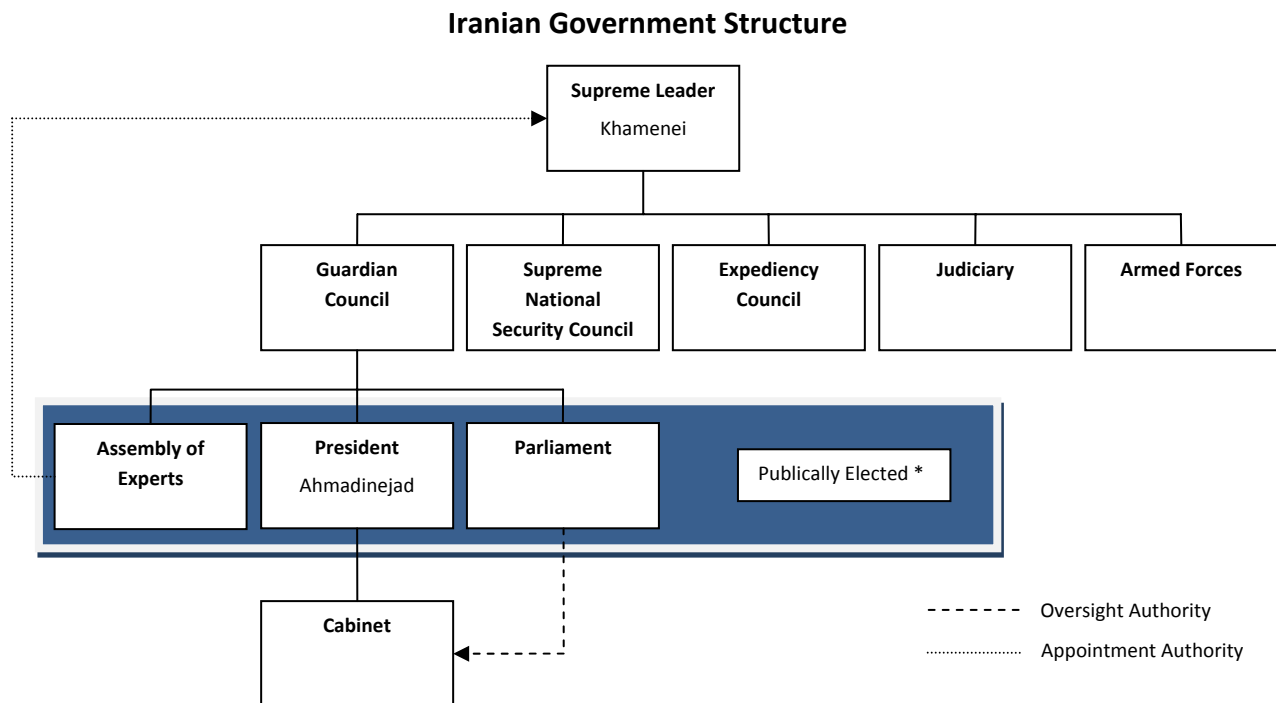 Iranian Government Structure
Supreme Leader
Khamenei
Guardian
Council
Supreme
National
Security Council
Expediency
Council
Judiciary
Armed Forces
Assembly of
Experts
President
Ahmadinejad
Parliament
Publically Elected *
Cabinet
Oversight Authority
Appointment Authority